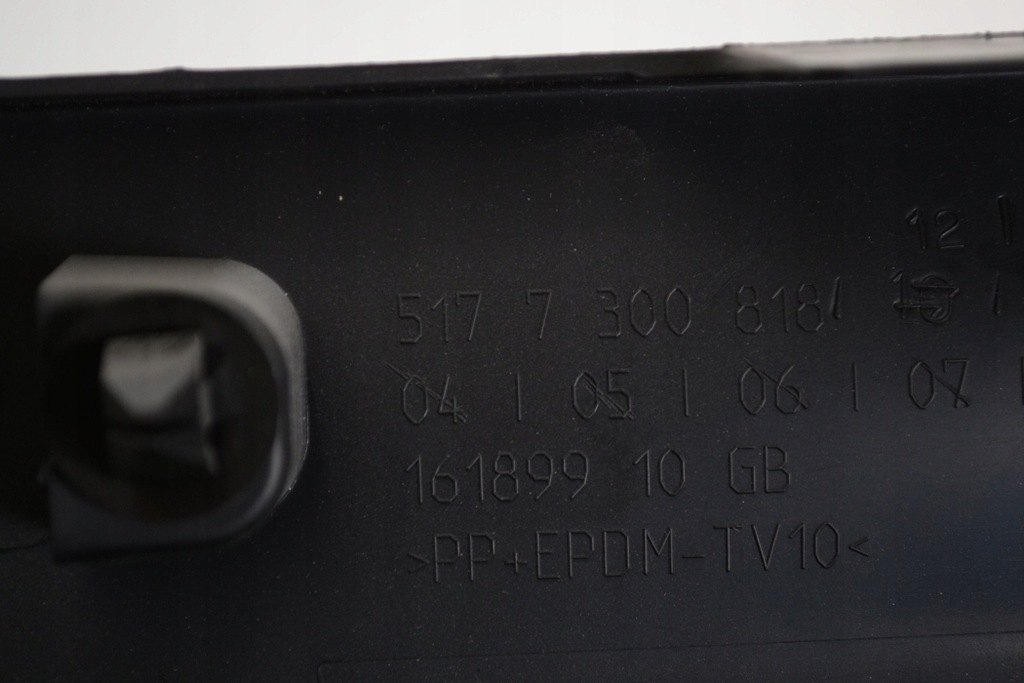 12 |
517 7 300 818 / 10 /
04 | 05 | 06 | 07 |
161899 10 GB
>PP+EPDM-TV10<